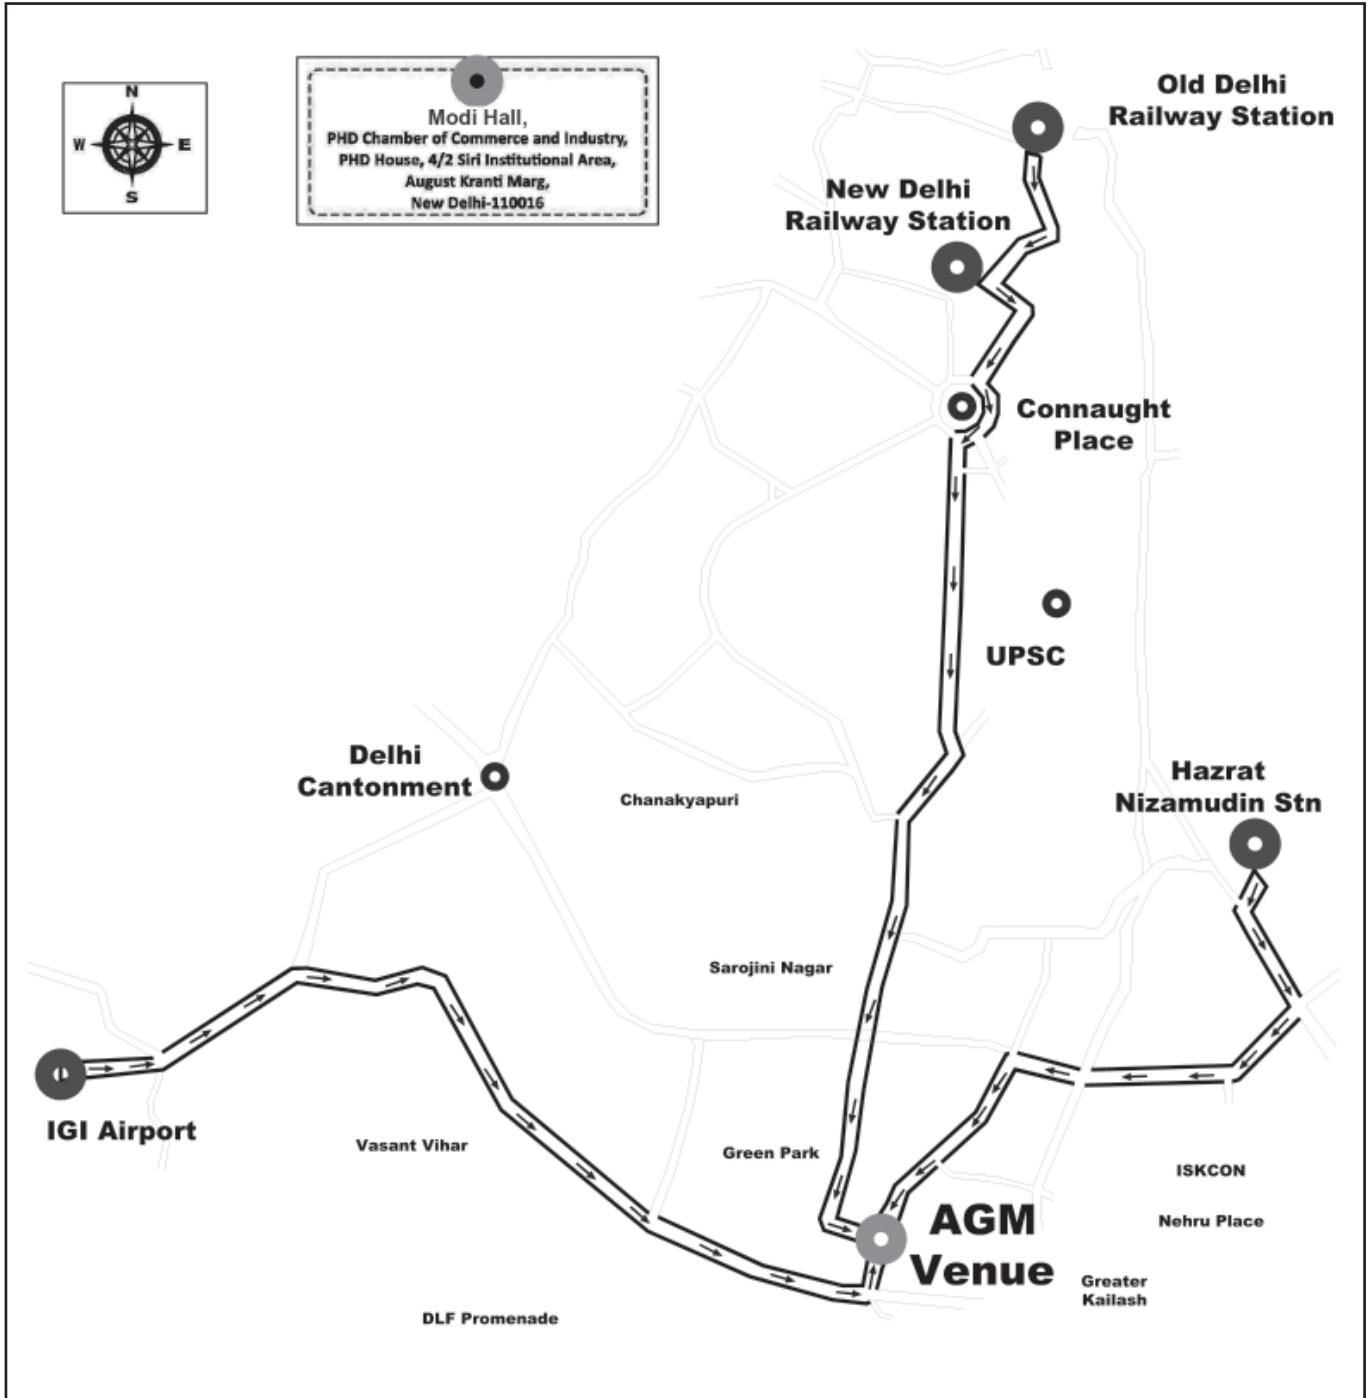 N
W E
S
Modi Hall,
PHD Chamber of Commerce and Industry,
PHD House, 4/2 Siri Institutional Area,
August Kranti Marg,
New Delhi-110016
Old Delhi
Railway Station
New Delhi
Railway Station
Connaught
Place
UPSC
Delhi
Cantonment
Hazrat
Nizamudin Stn
Chanakyapuri
Sarojini Nagar
IGI Airport
Vasant Vihar
Green Park
ISKCON
AGM
Venue
Nehru Place
Greater
Kailash
DLF Promenade